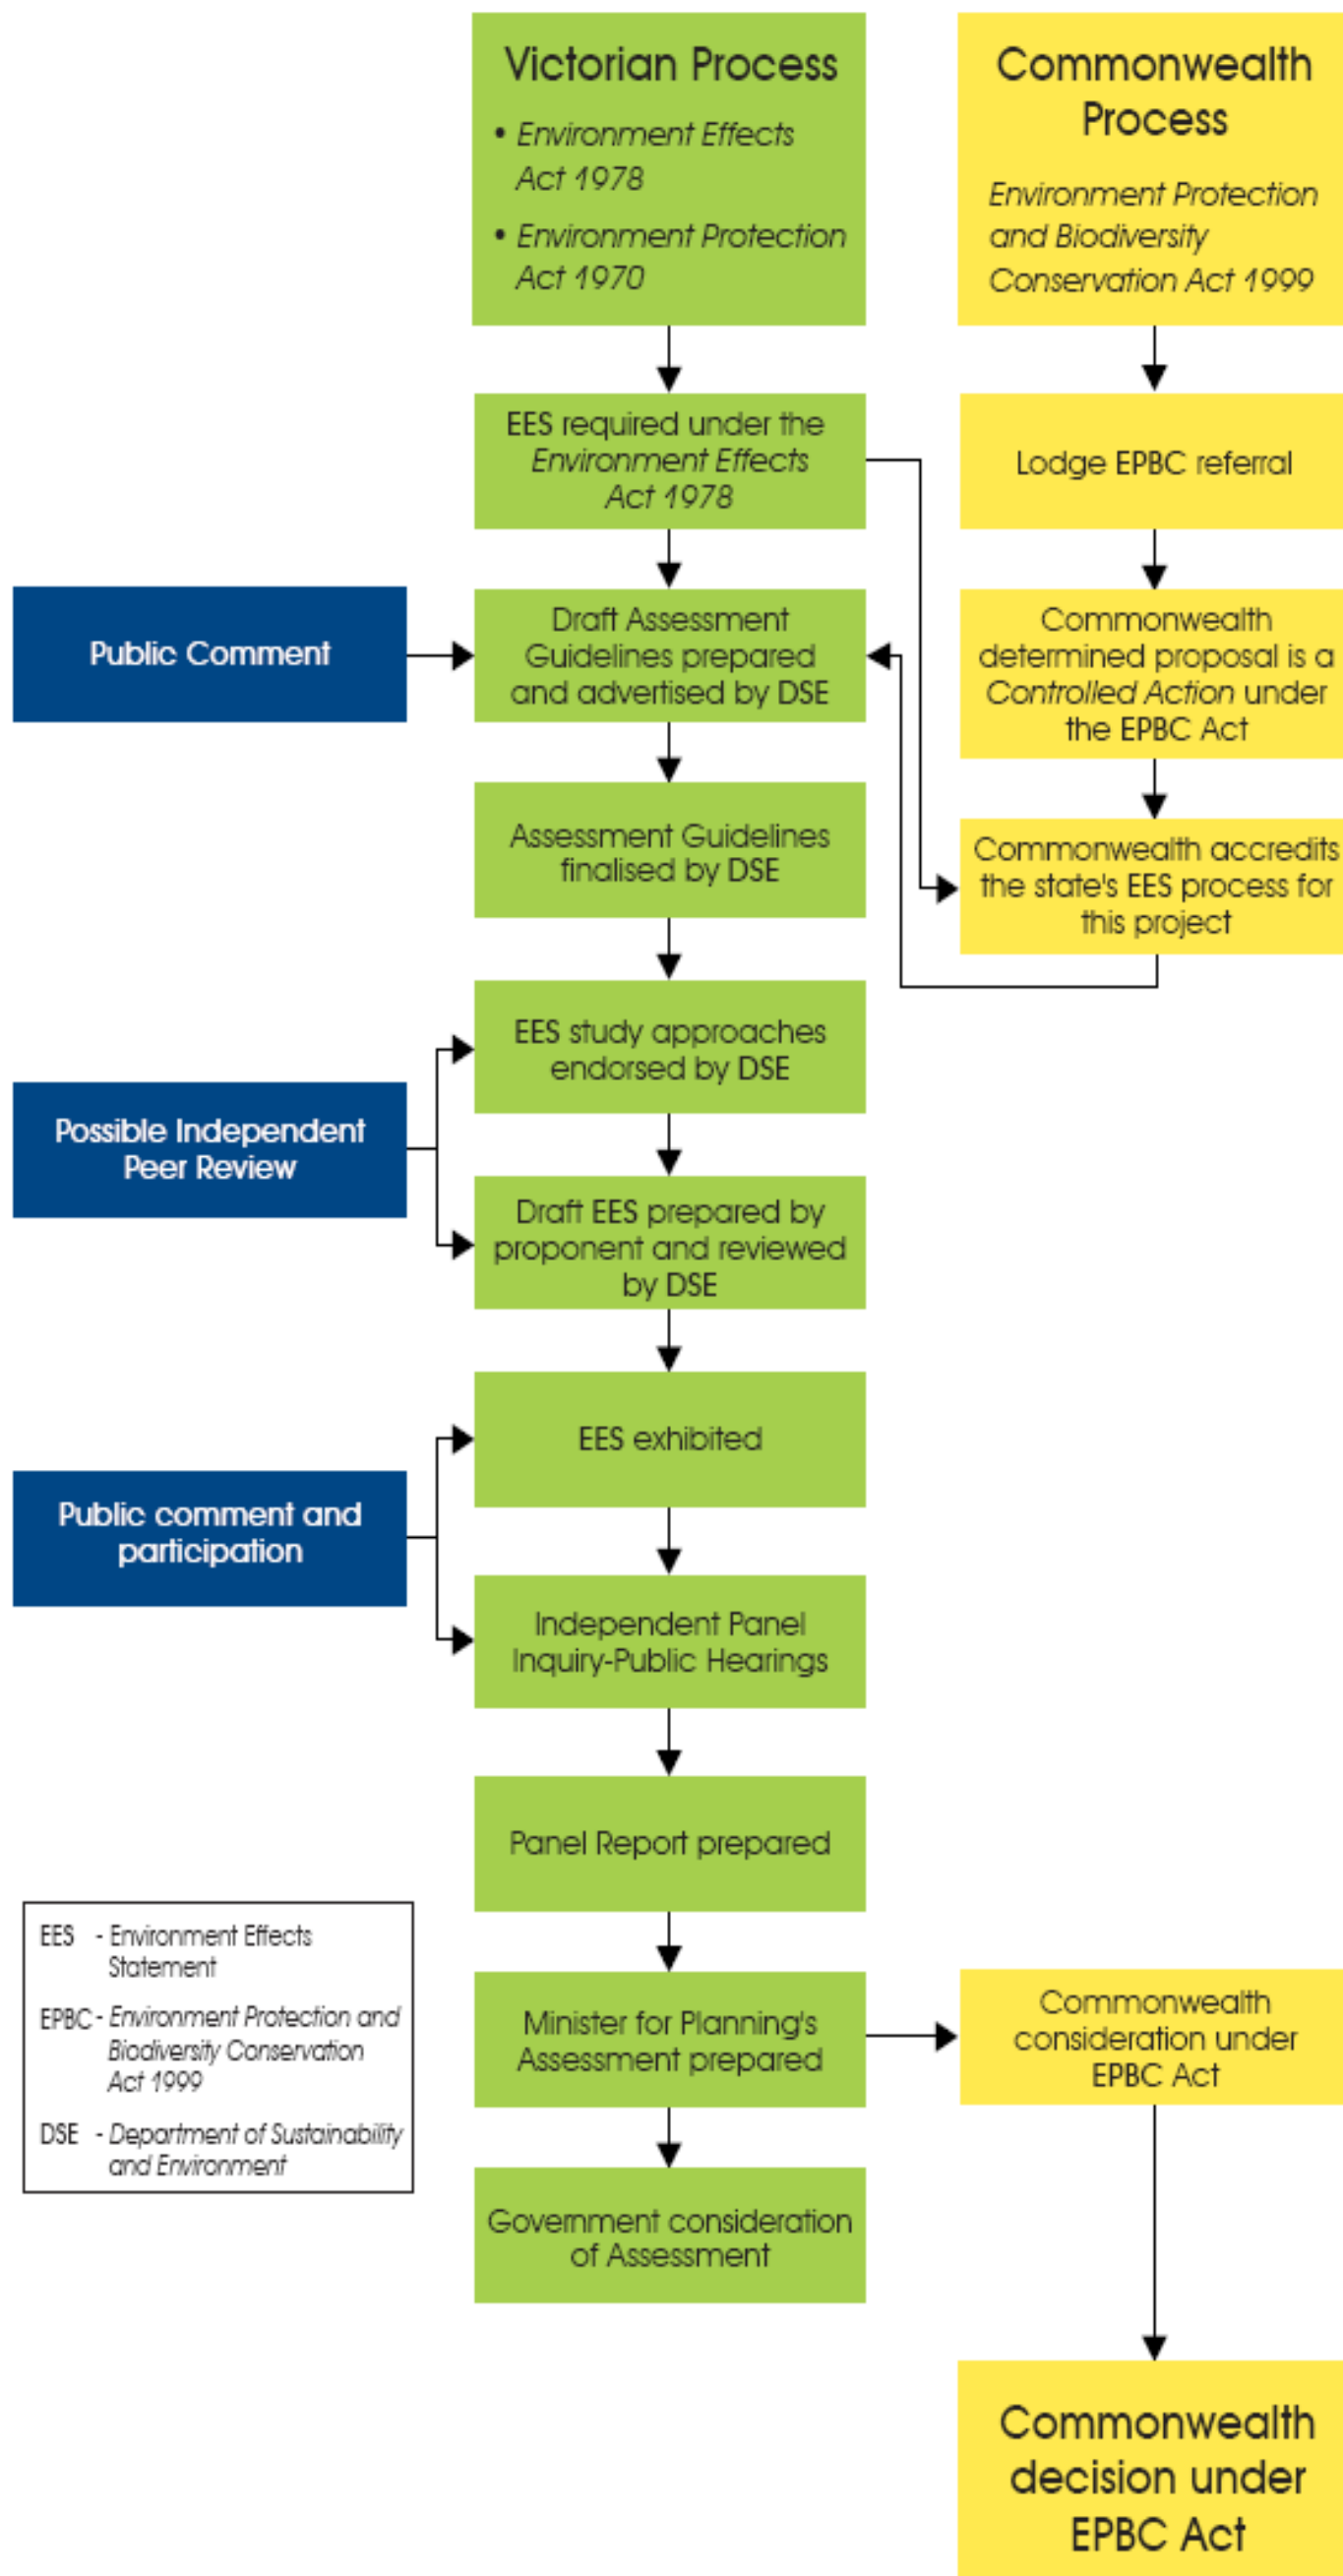 Victorian Process
• Environment Effects
Act 1978
• Environment Protection
Act 1970
Commonwealth
Process
Environment Protection
and Biodiversity
Conservation Act 1999
EES required under the
Environment Effects
Act 1978
Lodge EPBC referral
Public Comment
Draft Assessment
Guidelines prepared
and advertised by DSE
Commonwealth
determined proposal is a
Controlled Action under
the EPBC Act
Assessment Guidelines
finalised by DSE
Commonwealth accredits
the state's EES process for
this project
EES study approaches
endorsed by DSE
Possible Independent
Peer Review
Draft EES prepared by
proponent and reviewed
by DSE
EES exhibited
Public comment and
participation
Independent Panel
Inquiry-Public Hearings
Panel Report prepared
EES - Environment Effects
Statement
EPBC - Environment Protection and
Biodiversity Conservation
Act 1999
DSE - Department of Sustainability
and Environment
Minister for Planning's
Assessment prepared
Commonwealth
consideration under
EPBC Act
Government consideration
of Assessment
Commonwealth
decision under
EPBC Act